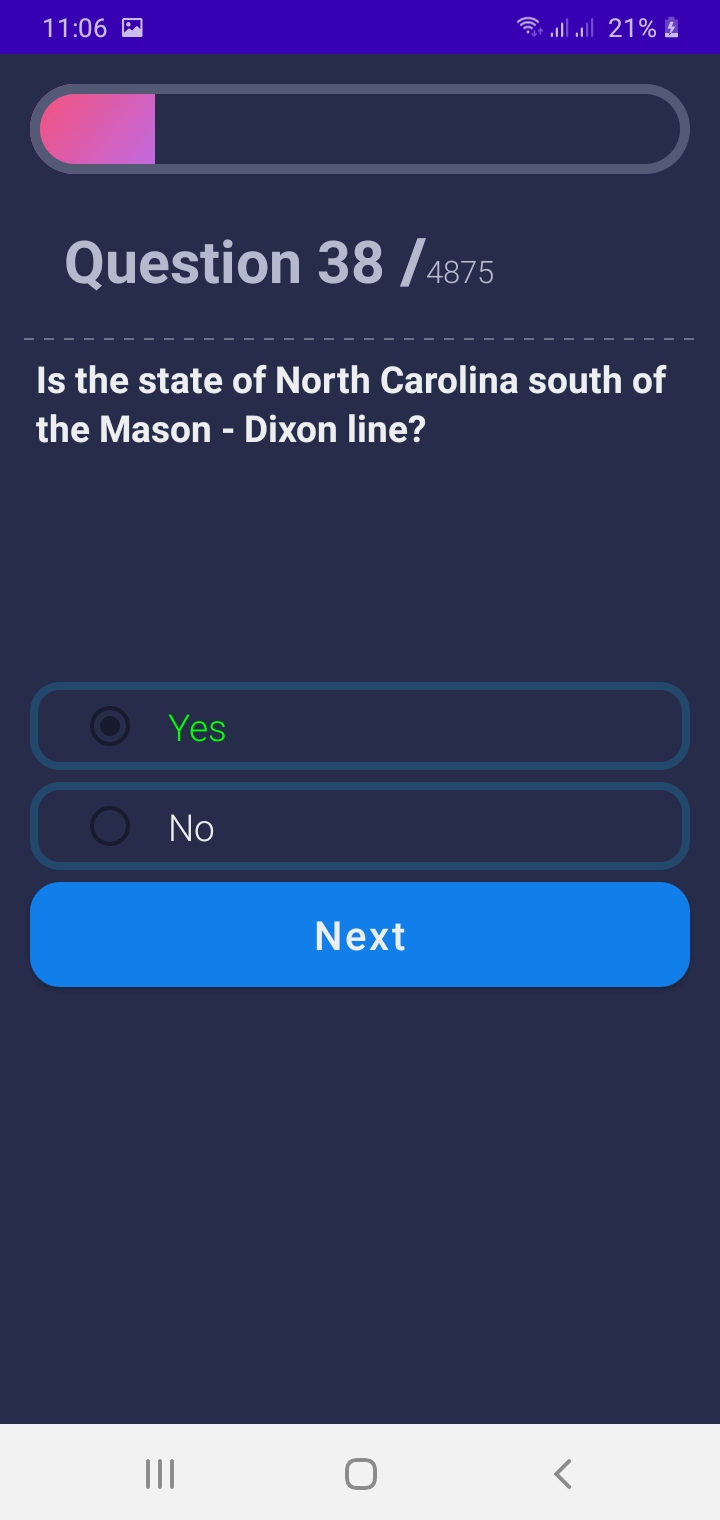 11:06
21%
Question 38 /4875
Is the state of North Carolina south of
the Mason - Dixon line?
Yes
No
Next